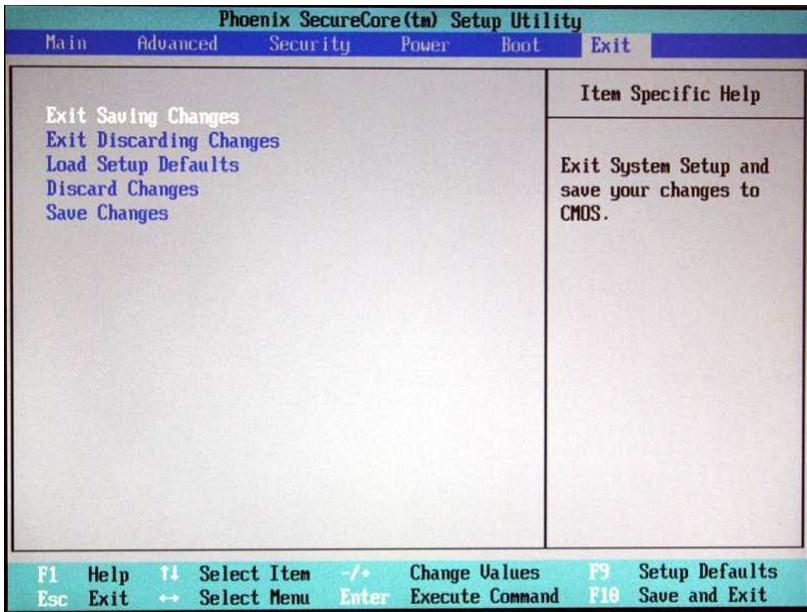 Phoenix SecureCore(tm) Setup Utility
Main Advanced Security Power Boot Exit
Exit Saving Changes
Exit Discarding Changes
Load Setup Defaults
Discard Changes
Save Changes
Item Specific Help
Exit System Setup and
save your changes to
CMOS.
F1 Help ↑↓ Select Item -/+ Change Values F9 Setup Defaults
Esc Exit ↔ Select Menu Enter Execute Command F10 Save and Exit